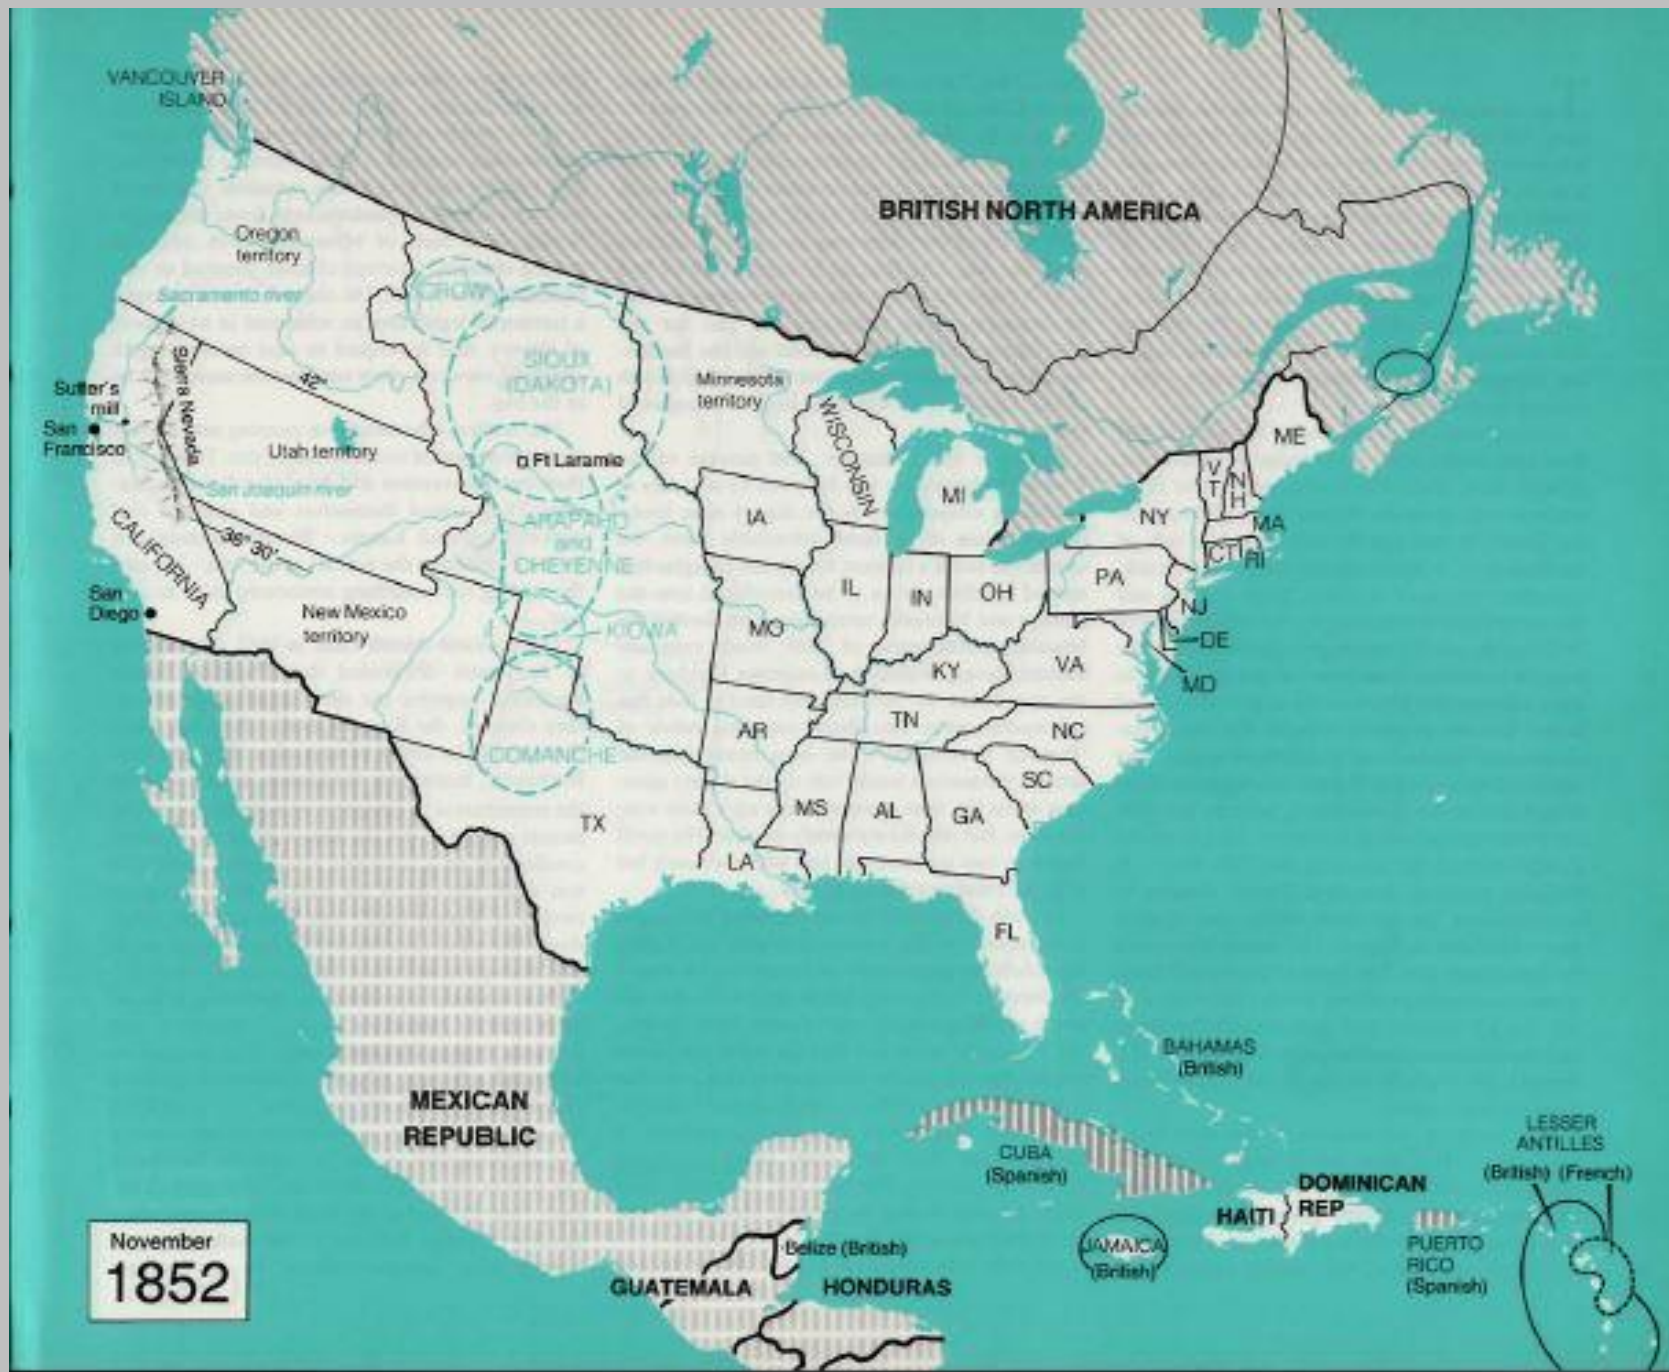 VANCOUVER
ISLAND
BRITISH NORTH AMERICA
Oregon
territory
Sacramento river
CROW
SIOUX
(DAKOTA)
Minnesota
territory
Sierra Nevada
42°
Sutter's
mill
San
Francisco
Utah territory
San Joaquin river
Ft Laramie
WISCONSIN
MI
ME
VT
NH
NY
MA
CT
RI
IA
ARAPAHO
and
CHEYENNE
36° 30'
CALIFORNIA
IL
IN
OH
PA
NJ
DE
MD
San
Diego
New Mexico
territory
KIOWA
MO
KY
VA
AR
TN
NC
COMANCHE
SC
TX
MS
AL
GA
LA
FL
BAHAMAS
(British)
MEXICAN
REPUBLIC
CUBA
(Spanish)
LESSER
ANTILLES
(British) (French)
DOMINICAN
REP
HAITI
JAMAICA
(British)
PUERTO
RICO
(Spanish)
Belize (British)
GUATEMALA
HONDURAS
November
1852